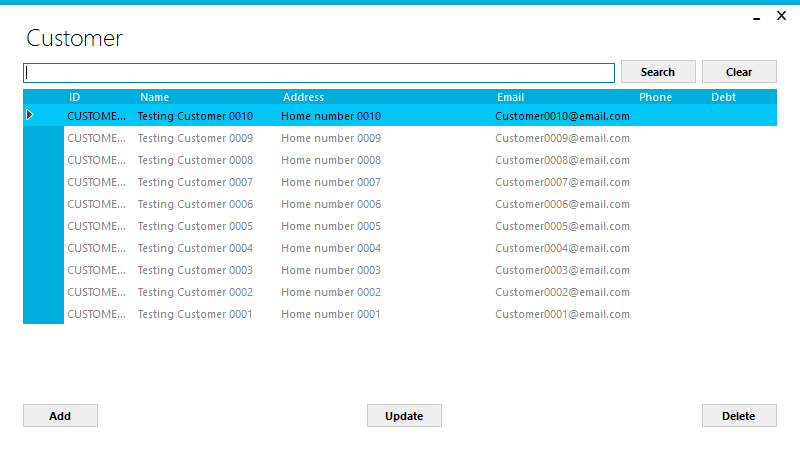 Customer
Search Clear
ID Name Address Email Phone Debt
CUSTOME... Testing Customer 0010 Home number 0010 Customer0010@email.com
CUSTOME... Testing Customer 0009 Home number 0009 Customer0009@email.com
CUSTOME... Testing Customer 0008 Home number 0008 Customer0008@email.com
CUSTOME... Testing Customer 0007 Home number 0007 Customer0007@email.com
CUSTOME... Testing Customer 0006 Home number 0006 Customer0006@email.com
CUSTOME... Testing Customer 0005 Home number 0005 Customer0005@email.com
CUSTOME... Testing Customer 0004 Home number 0004 Customer0004@email.com
CUSTOME... Testing Customer 0003 Home number 0003 Customer0003@email.com
CUSTOME... Testing Customer 0002 Home number 0002 Customer0002@email.com
CUSTOME... Testing Customer 0001 Home number 0001 Customer0001@email.com
Add Update Delete